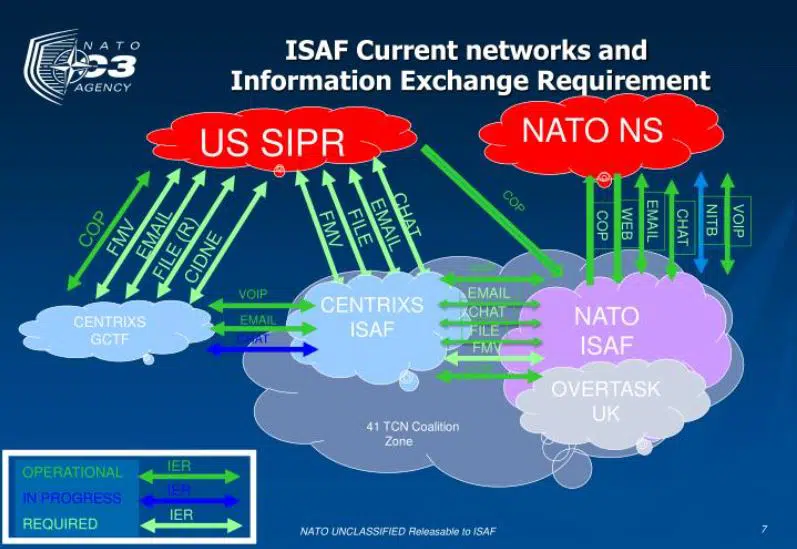 NATO
C3
AGENCY
ISAF Current networks and
Information Exchange Requirement
US SIPR
NATO NS
COP
FMV
EMAIL
FILE (R)
CIDNE
FMV
FILE
EMAIL
CHAT
COP
COP
WEB
EMAIL
CHAT
NITB
VOIP
CENTRIXS
GCTF
VOIP
EMAIL
CHAT
CENTRIXS
ISAF
EMAIL
XCHAT
FILE
FMV
NATO
ISAF
OVERTASK
UK
41 TCN Coalition
Zone
OPERATIONAL IER
IN PROGRESS IER
REQUIRED IER
NATO UNCLASSIFIED Releasable to ISAF
7